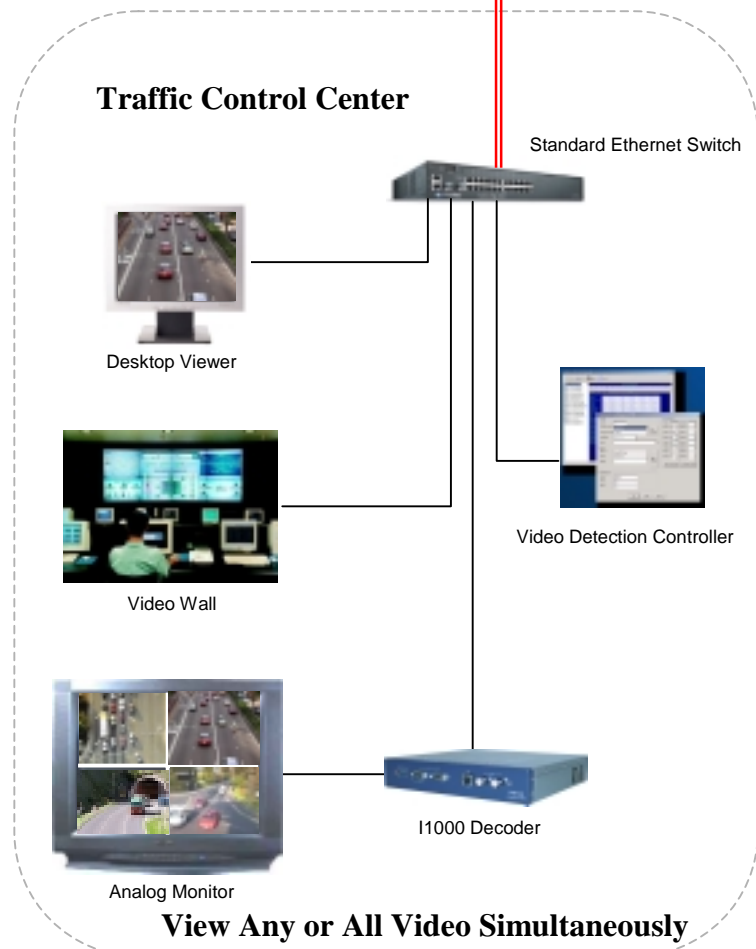 Traffic Control Center
Standard Ethernet Switch
Desktop Viewer
Video Detection Controller
Video Wall
I1000 Decoder
Analog Monitor
View Any or All Video Simultaneously